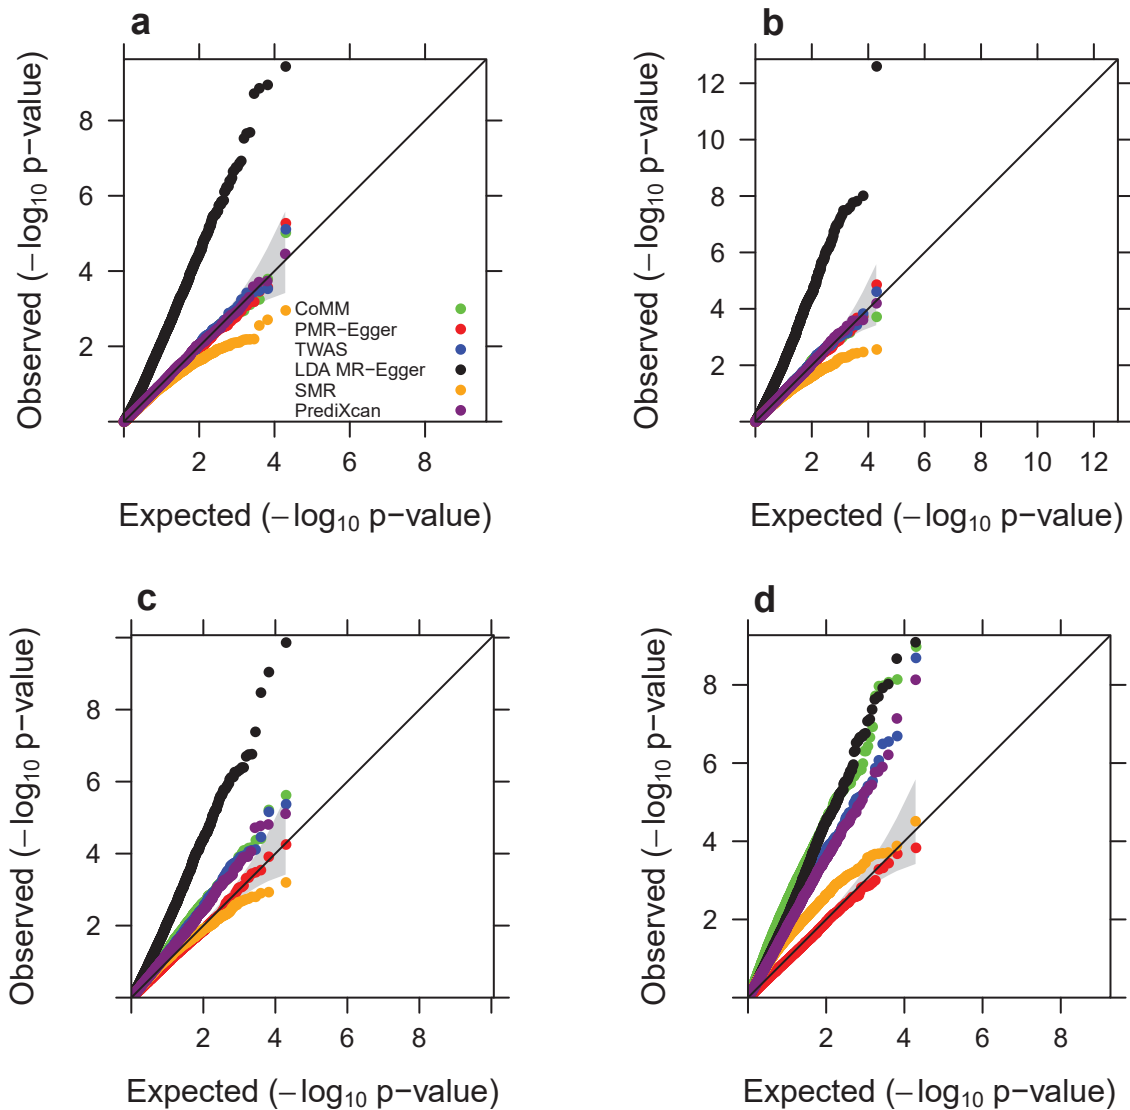 a
Observed (−log10 p−value)
8
6
4
2
CoMM
PMR−Egger
TWAS
LDA MR−Egger
SMR
PrediXcan
2 4 6 8
Expected (−log10 p−value)
b
Observed (−log10 p−value)
12
10
8
6
4
2
2 4 6 8 10 12
Expected (−log10 p−value)
c
Observed (−log10 p−value)
8
6
4
2
2 4 6 8
Expected (−log10 p−value)
d
Observed (−log10 p−value)
8
6
4
2
2 4 6 8
Expected (−log10 p−value)